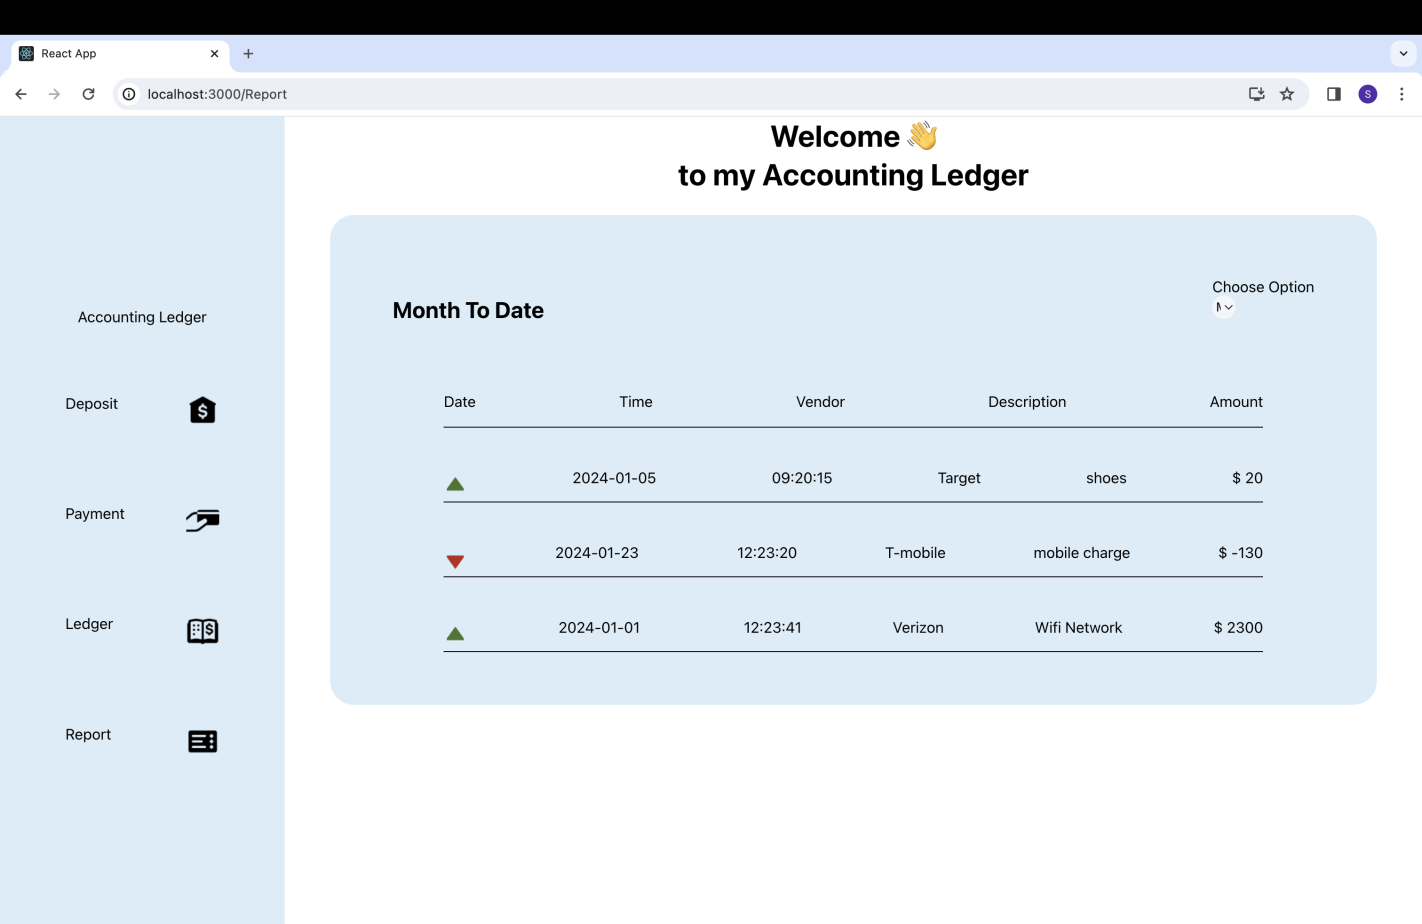 React App
localhost:3000/Report
S
Welcome 👋
to my Accounting Ledger
Accounting Ledger
Deposit
Payment
Ledger
Report
Month To Date
Choose Option
Date Time Vendor Description Amount
2024-01-05 09:20:15 Target shoes $ 20
2024-01-23 12:23:20 T-mobile mobile charge $ -130
2024-01-01 12:23:41 Verizon Wifi Network $ 2300